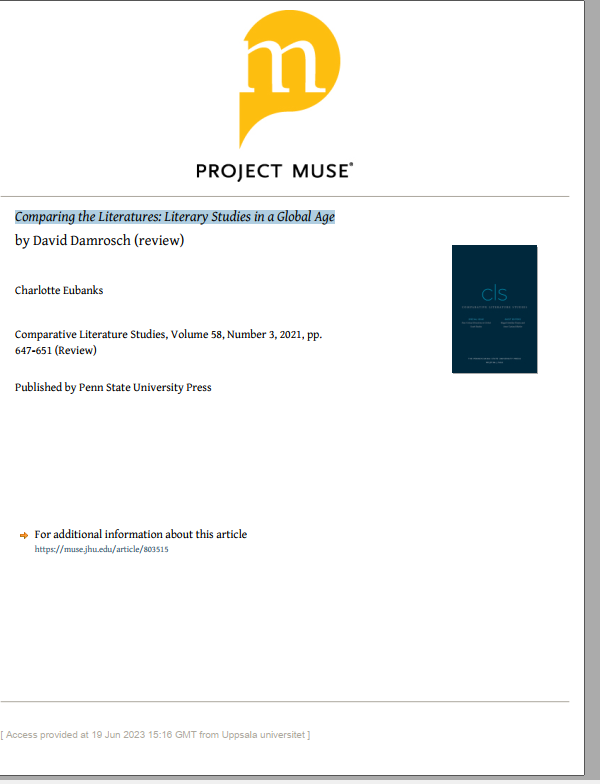 m
PROJECT MUSE®
Comparing the Literatures: Literary Studies in a Global Age
by David Damrosch (review)
Charlotte Eubanks
Comparative Literature Studies, Volume 58, Number 3, 2021, pp.
647-651 (Review)
Published by Penn State University Press
cls
COMPARATIVE LITERATURE STUDIES
For additional information about this article
https://muse.jhu.edu/article/803515
[ Access provided at 19 Jun 2023 15:16 GMT from Uppsala universitet ]